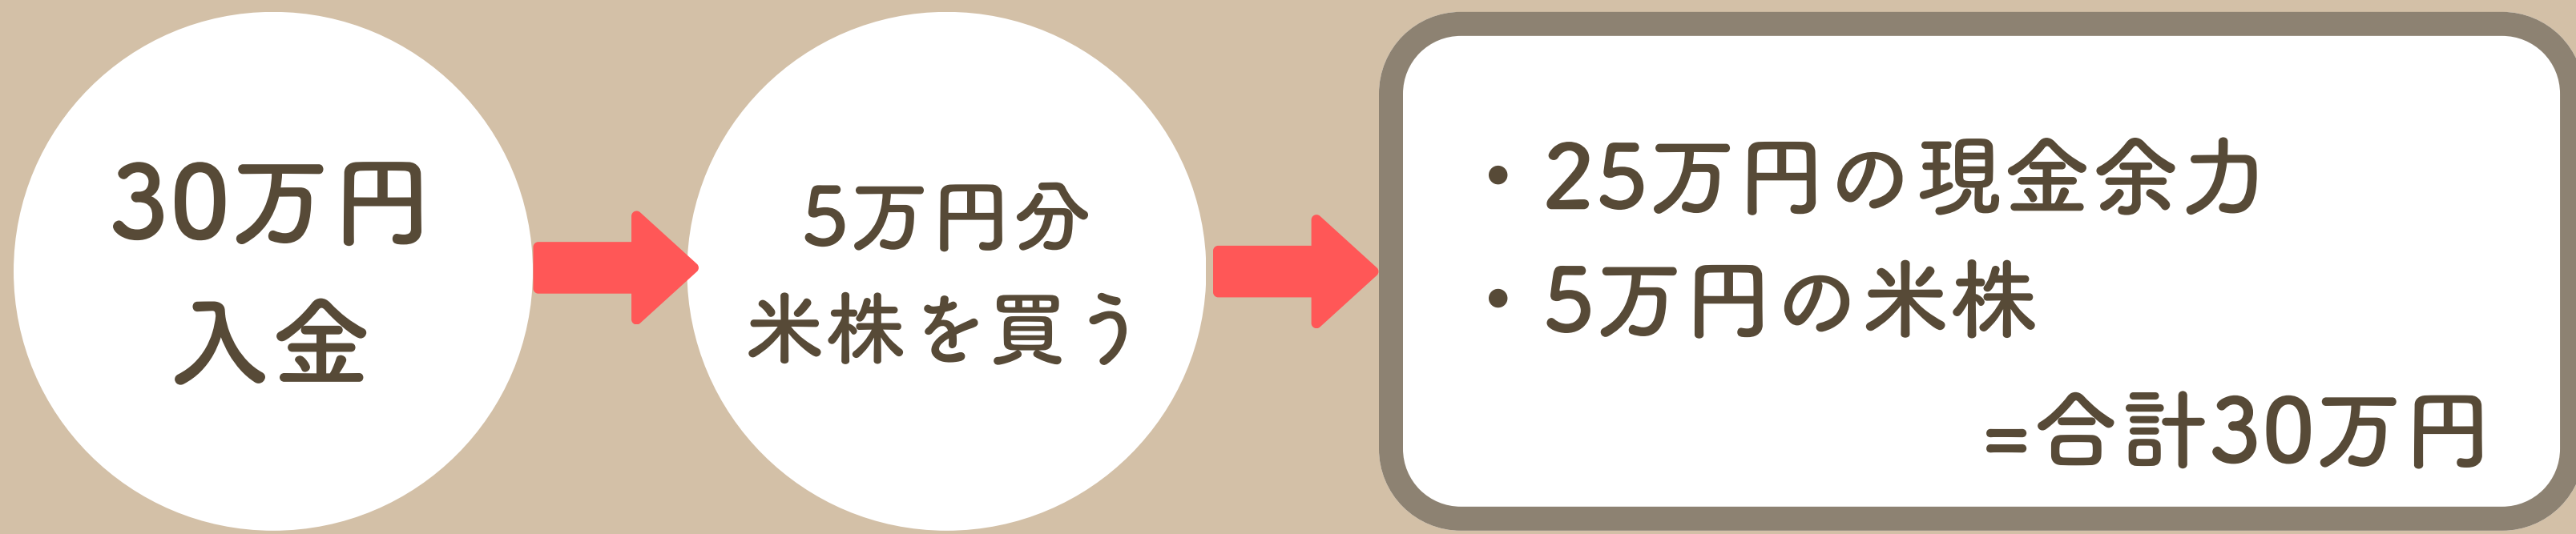 30万円
入金
5万円分
米株を買う
・25万円の現金余力
・5万円の米株
=合計30万円